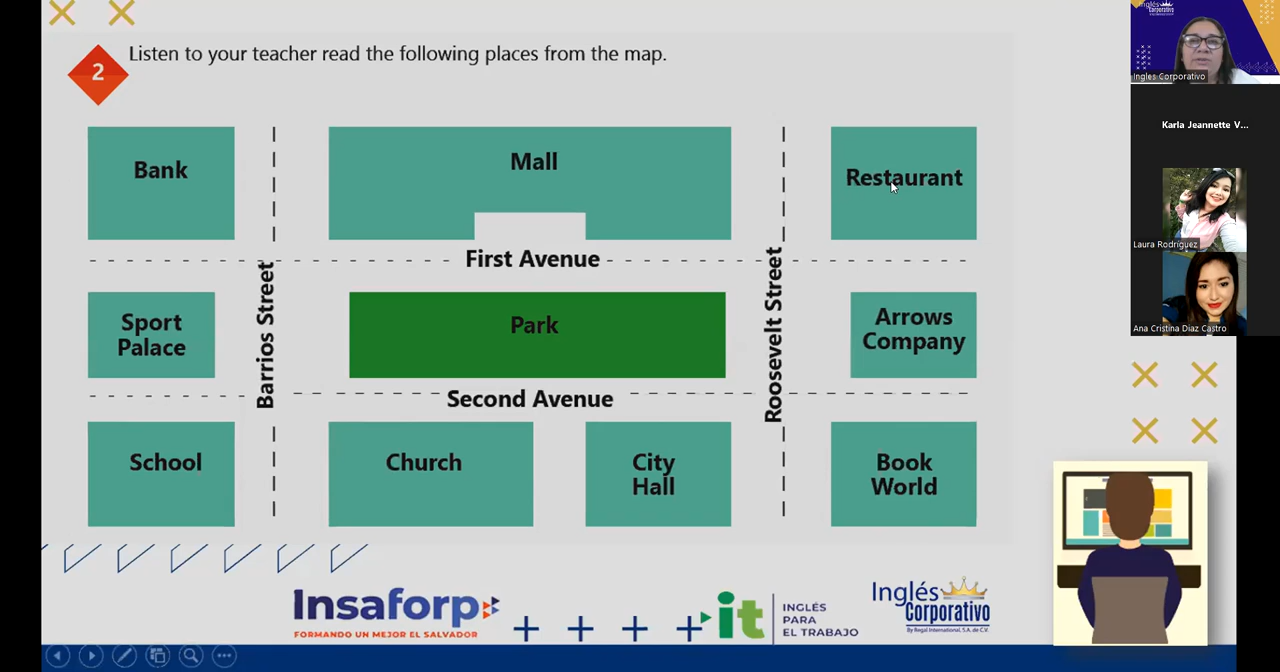 2
Listen to your teacher read the following places from the map.
Bank
Mall
Restaurant
First Avenue
Sport
Palace
Barrios Street
Park
Roosevelt Street
Arrows
Company
Second Avenue
School
Church
City
Hall
Book
World
Insaforp
FORMANDO UN MEJOR EL SALVADOR
it
INGLÉS
PARA
EL TRABAJO
Inglés
Corporativo
By Regal International, S.A. de C.V.
Inglés
Corporativo
Ingles Corporativo
Karla Jeannette V...
Laura Rodríguez
Ana Cristina Diaz Castro